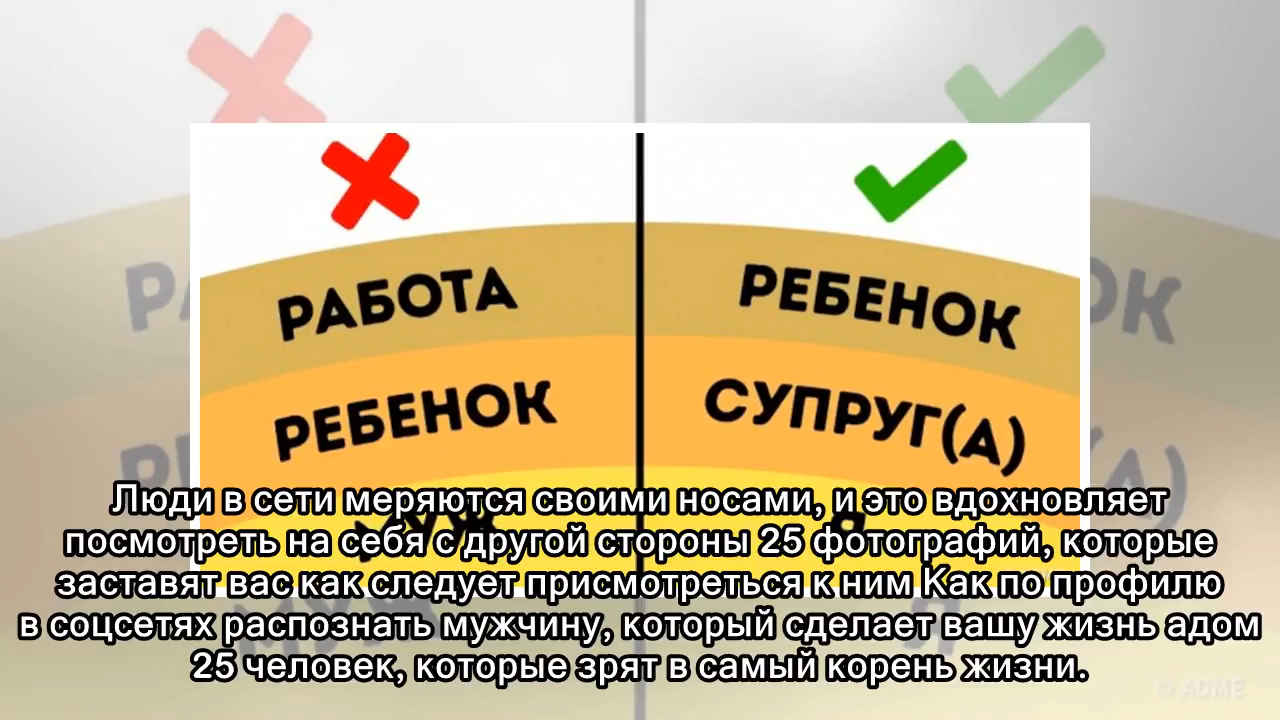 РАБОТА
РЕБЕНОК
РЕБЕНОК
СУПРУГ(А)
МУЖ
Я
Люди в сети меряются своими носами, и это вдохновляет
посмотреть на себя с другой стороны 25 фотографий, которые
заставят вас как следует присмотреться к ним Как по профилю
в соцсетях распознать мужчину, который сделает вашу жизнь адом
25 человек, которые зрят в самый корень жизни.
© ADME